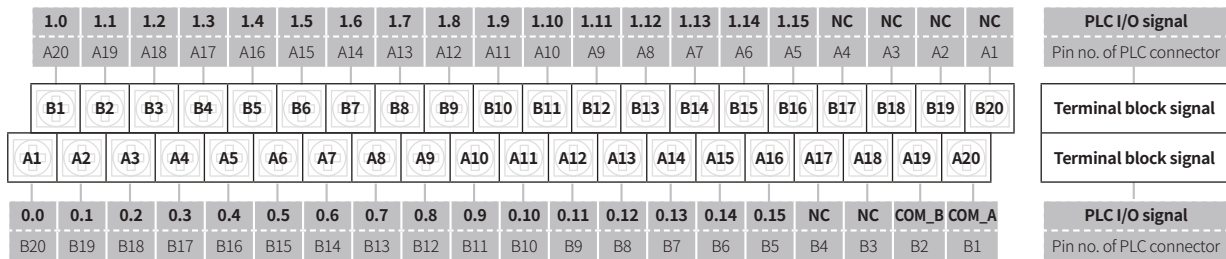 1.0 1.1 1.2 1.3 1.4 1.5 1.6 1.7 1.8 1.9 1.10 1.11 1.12 1.13 1.14 1.15 NC NC NC NC PLC I/O signal
A20 A19 A18 A17 A16 A15 A14 A13 A12 A11 A10 A9 A8 A7 A6 A5 A4 A3 A2 A1 Pin no. of PLC connector
B1 B2 B3 B4 B5 B6 B7 B8 B9 B10 B11 B12 B13 B14 B15 B16 B17 B18 B19 B20 Terminal block signal
A1 A2 A3 A4 A5 A6 A7 A8 A9 A10 A11 A12 A13 A14 A15 A16 A17 A18 A19 A20 Terminal block signal
0.0 0.1 0.2 0.3 0.4 0.5 0.6 0.7 0.8 0.9 0.10 0.11 0.12 0.13 0.14 0.15 NC NC COM_B COM_A PLC I/O signal
B20 B19 B18 B17 B16 B15 B14 B13 B12 B11 B10 B9 B8 B7 B6 B5 B4 B3 B2 B1 Pin no. of PLC connector